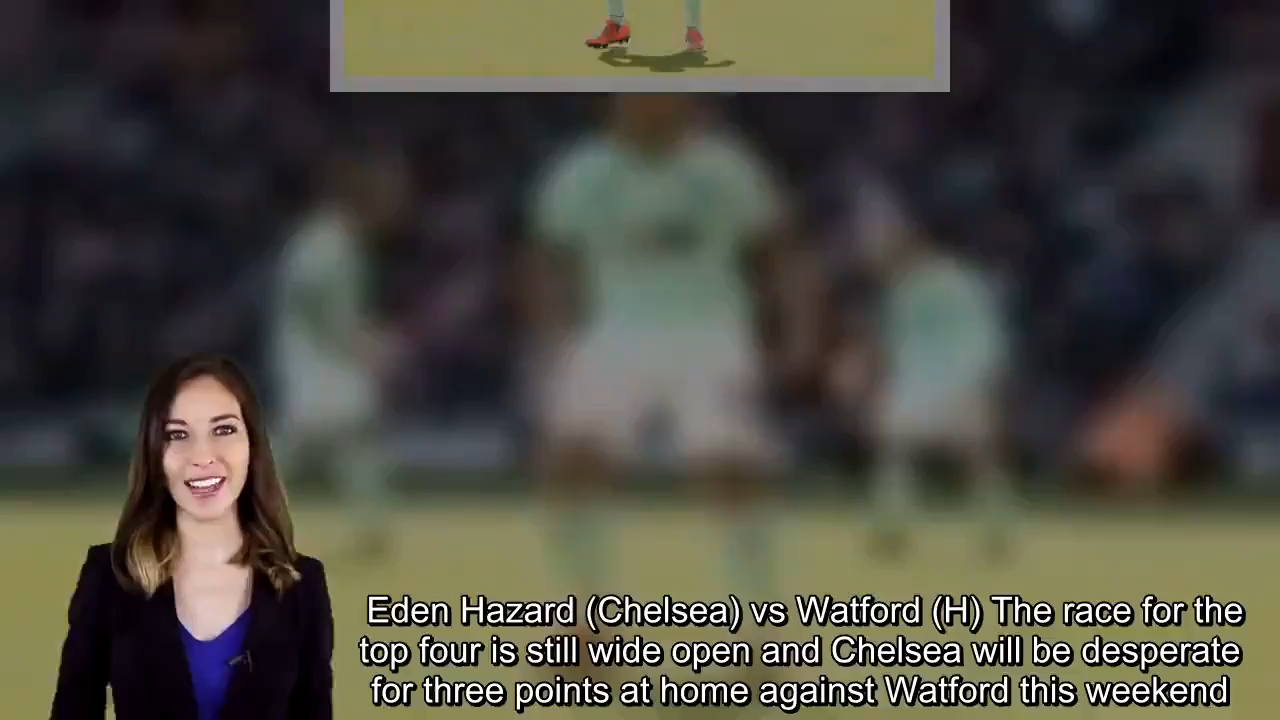 Eden Hazard (Chelsea) vs Watford (H) The race for the
top four is still wide open and Chelsea will be desperate
for three points at home against Watford this weekend